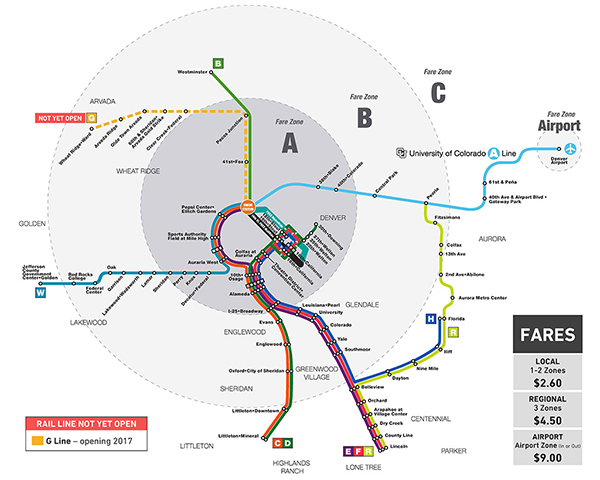 B
Westminster
Fare Zone
C
Fare Zone
B
Fare Zone
A
Fare Zone
Airport
ARVADA
NOT YET OPEN
G
Wheat Ridge•Ward
Arvada Ridge
Olde Town Arvada
60th & Sheridan•
Arvada Gold Strike
Clear Creek•Federal
Pecos Junction
41st•Fox
WHEAT RIDGE
University of Colorado A Line
Denver
Airport
61st & Peña
40th Ave & Airport Blvd •
Gateway Park
38th•Blake
40th•Colorado
Central Park
Peoria
Fitzsimons
Colfax
13th Ave
2nd Ave•Abilene
Aurora Metro Center
Florida
Iliff
AURORA
H
R
Nine Mile
Dayton
Belleview
Pepsi Center•
Elitch Gardens
Sports Authority
Field at Mile High
Auraria West
DENVER
30th•Downing
27th•Welton
25th•Welton
Colfax at
Auraria
Theatre District•
Convention Center
10th•
Osage
Alameda
I-25•Broadway
GOLDEN
Jefferson
County
Government
Center•Golden
W
Red Rocks
College
Federal
Center
Oak
Garrison
Lakewood•Wadsworth
Lamar
Sheridan
Perry
Knox
Decatur•Federal
LAKEWOOD
Louisiana•Pearl
University
Colorado
Yale
Southmoor
GLENDALE
ENGLEWOOD
Evans
Englewood
Oxford•City of Sheridan
GREENWOOD
VILLAGE
SHERIDAN
Littleton•Downtown
Littleton•Mineral
LITTLETON
C D
HIGHLANDS
RANCH
Orchard
Arapahoe at
Village Center
Dry Creek
County Line
Lincoln
CENTENNIAL
PARKER
E F R
LONE TREE
RAIL LINE NOT YET OPEN
G Line – opening 2017
FARES
LOCAL
1-2 Zones
$2.60
REGIONAL
3 Zones
$4.50
AIRPORT
Airport Zone (In or Out)
$9.00